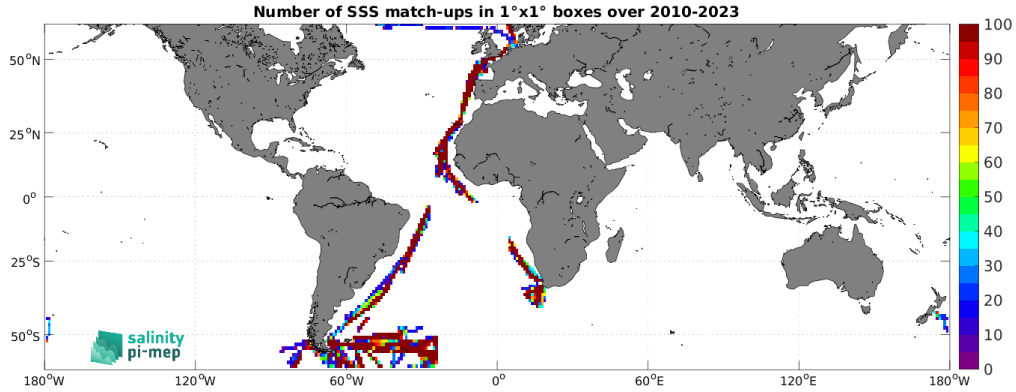 Number of SSS match-ups in 1°x1° boxes over 2010-2023
50°N
25°N
0°
25°S
50°S
180°W
120°W
60°W
0°
60°E
120°E
180°W
100
90
80
70
60
50
40
30
20
10
0
salinity
pi-mep